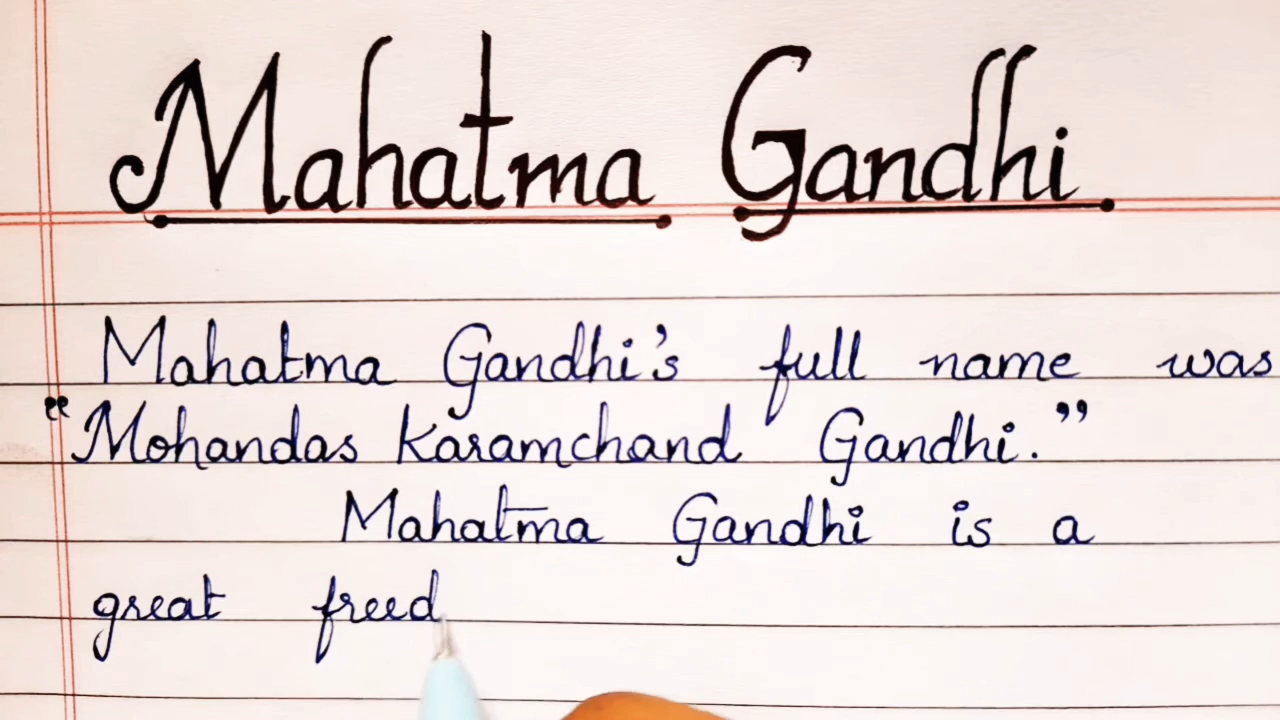 Mahatma Gandhi.
Mahatma Gandhi's full name was
"Mohandas Karamchand Gandhi."
Mahatma Gandhi is a
great freed